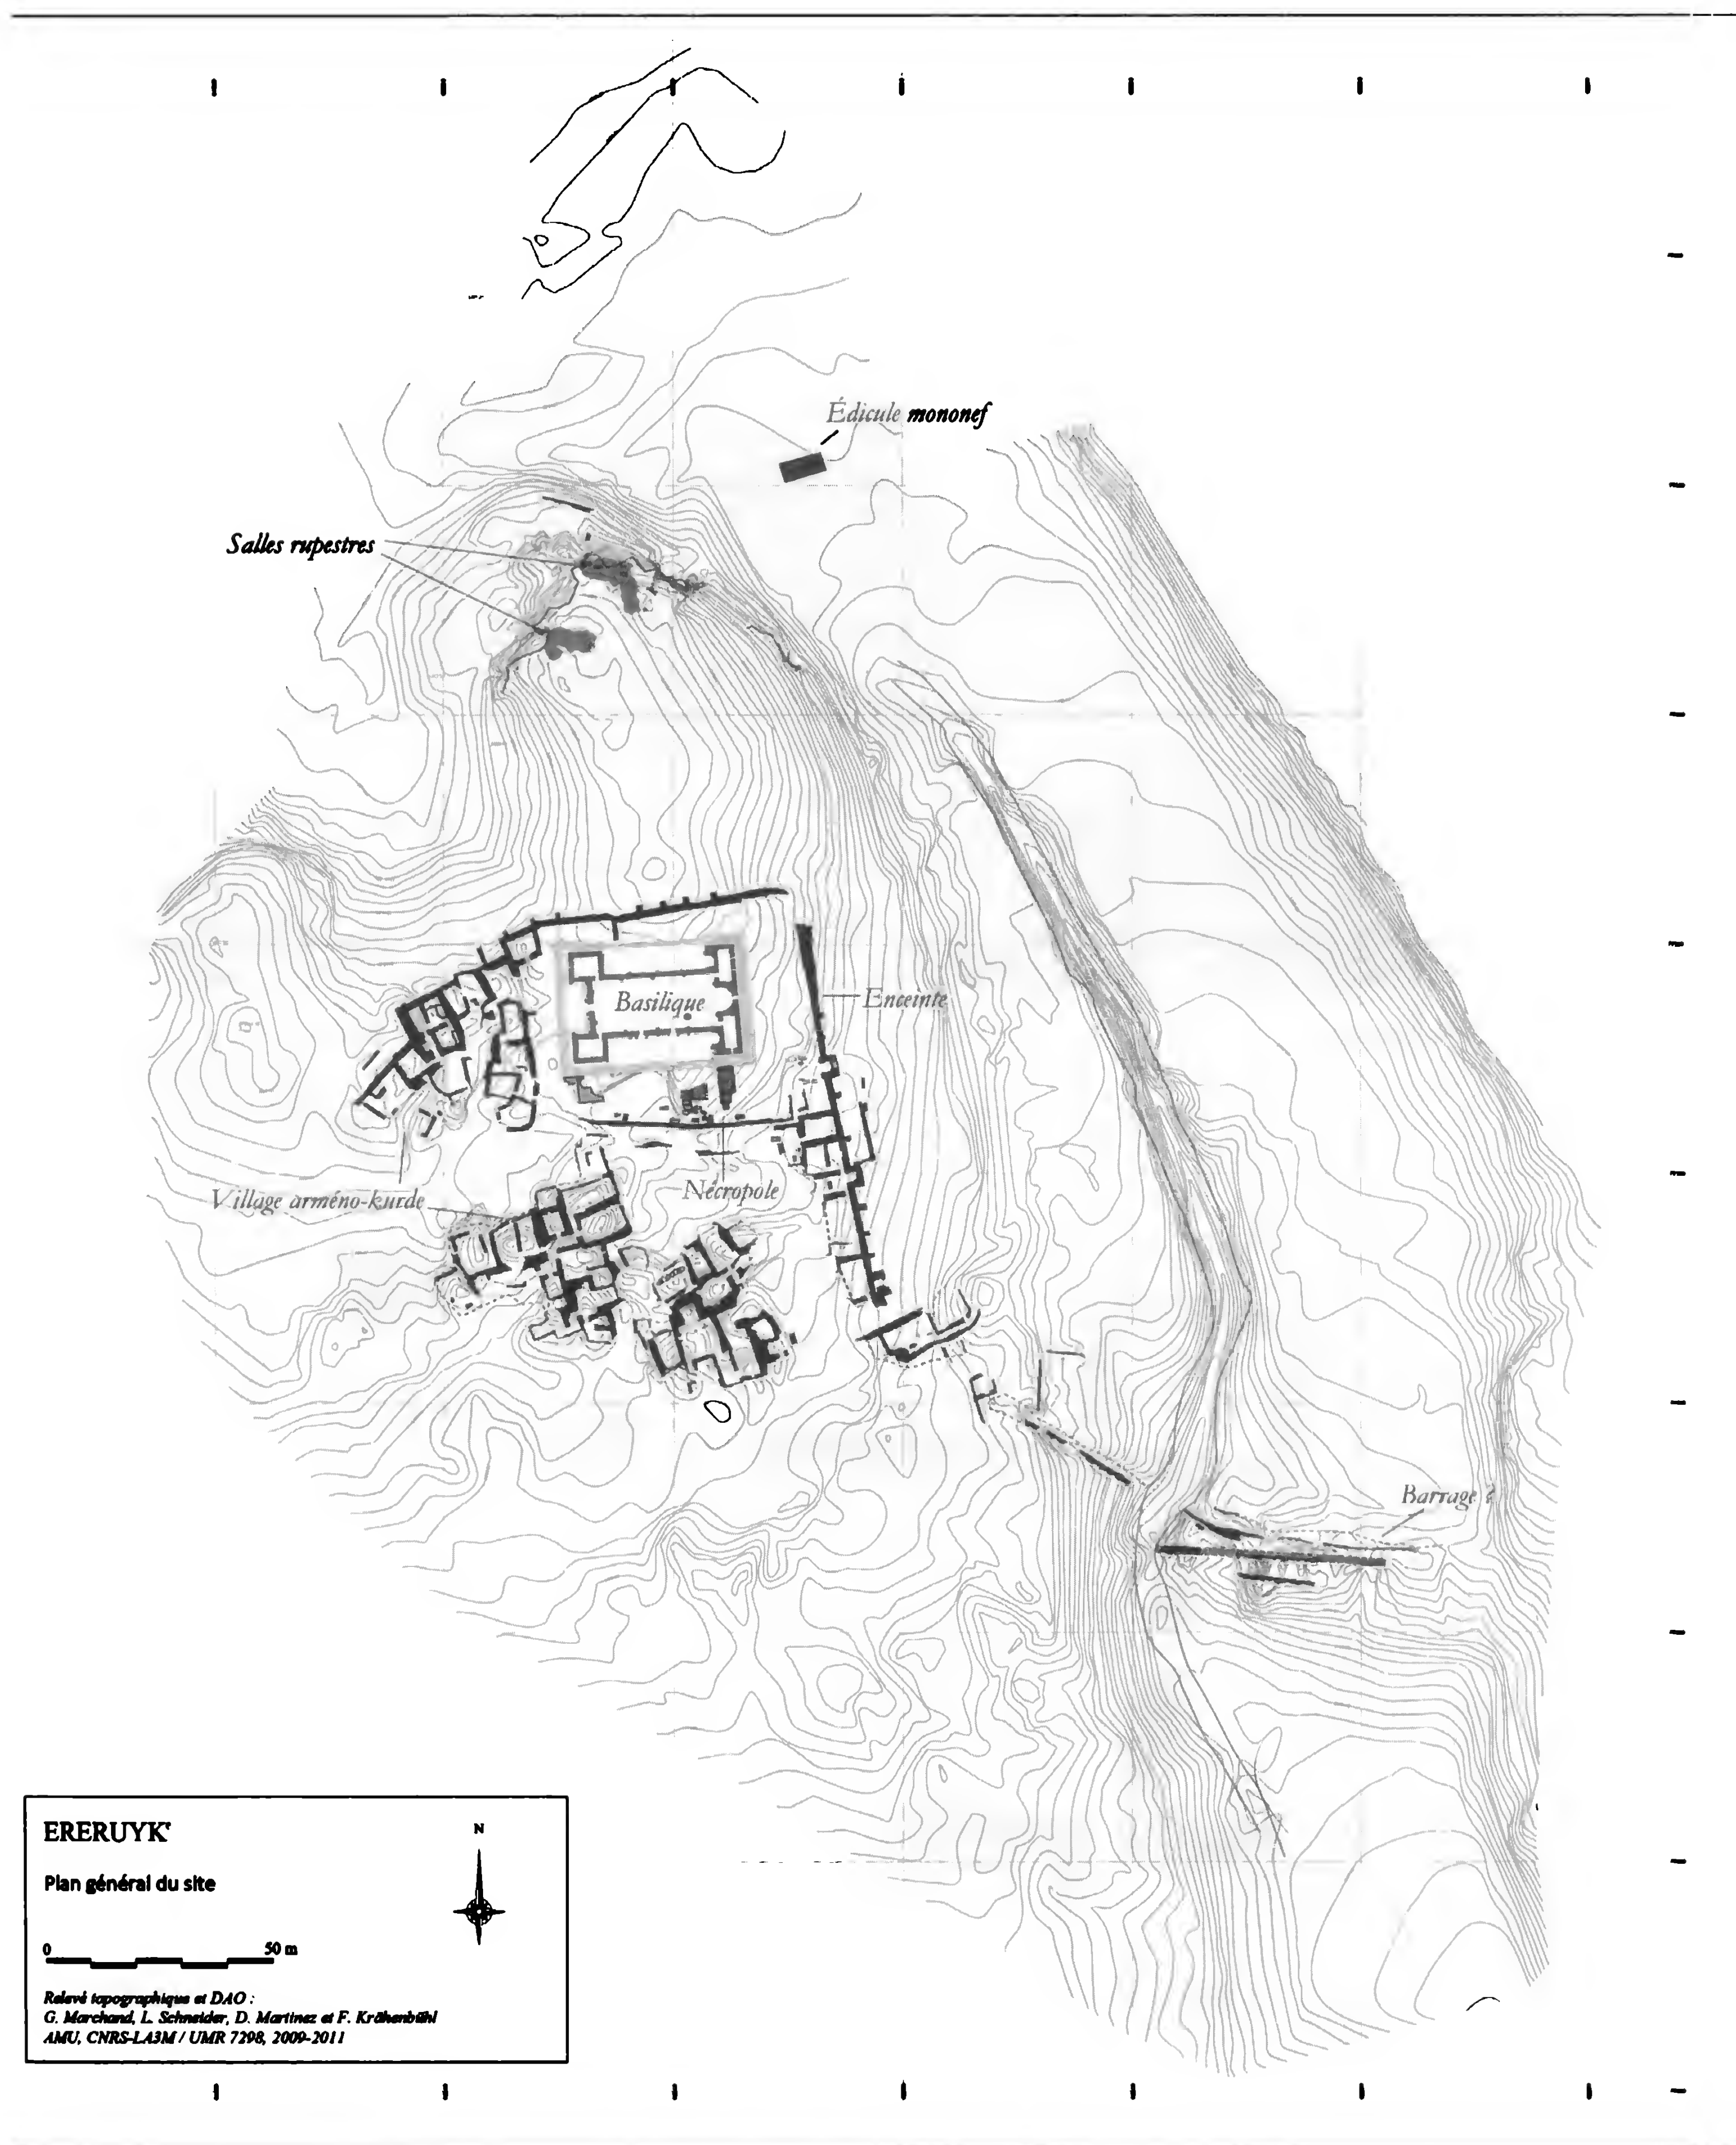 Édicule mononef
Salles rupestres
Basilique
Enceinte
Village arméno-kurde
Nécropole
Barrage ?
ERERUYK'
Plan général du site
N
0 50 m
Relevé topographique et DAO :
G. Marchand, L. Schneider, D. Martinez et F. Krähenbühl
AMU, CNRS-LA3M / UMR 7298, 2009-2011